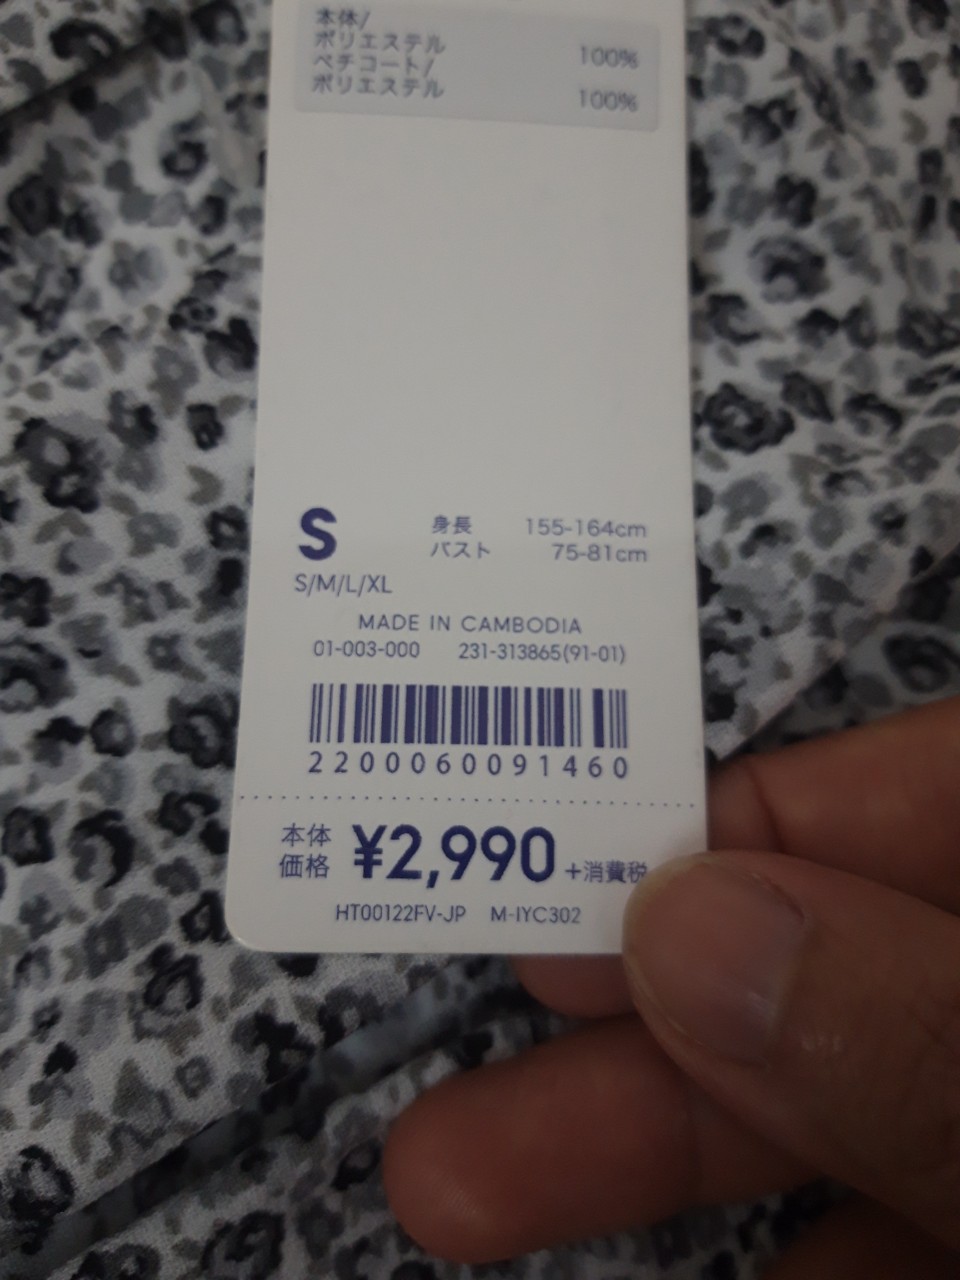 本体/
ポリエステル 100%
ペチコート/
ポリエステル 100%
S 身長 155-164cm
バスト 75-81cm
S/M/L/XL
MADE IN CAMBODIA
01-003-000 231-313865(91-01)
2200060091460
本体
価格 ¥2,990 +消費税
HT00122FV-JP M-IYC302